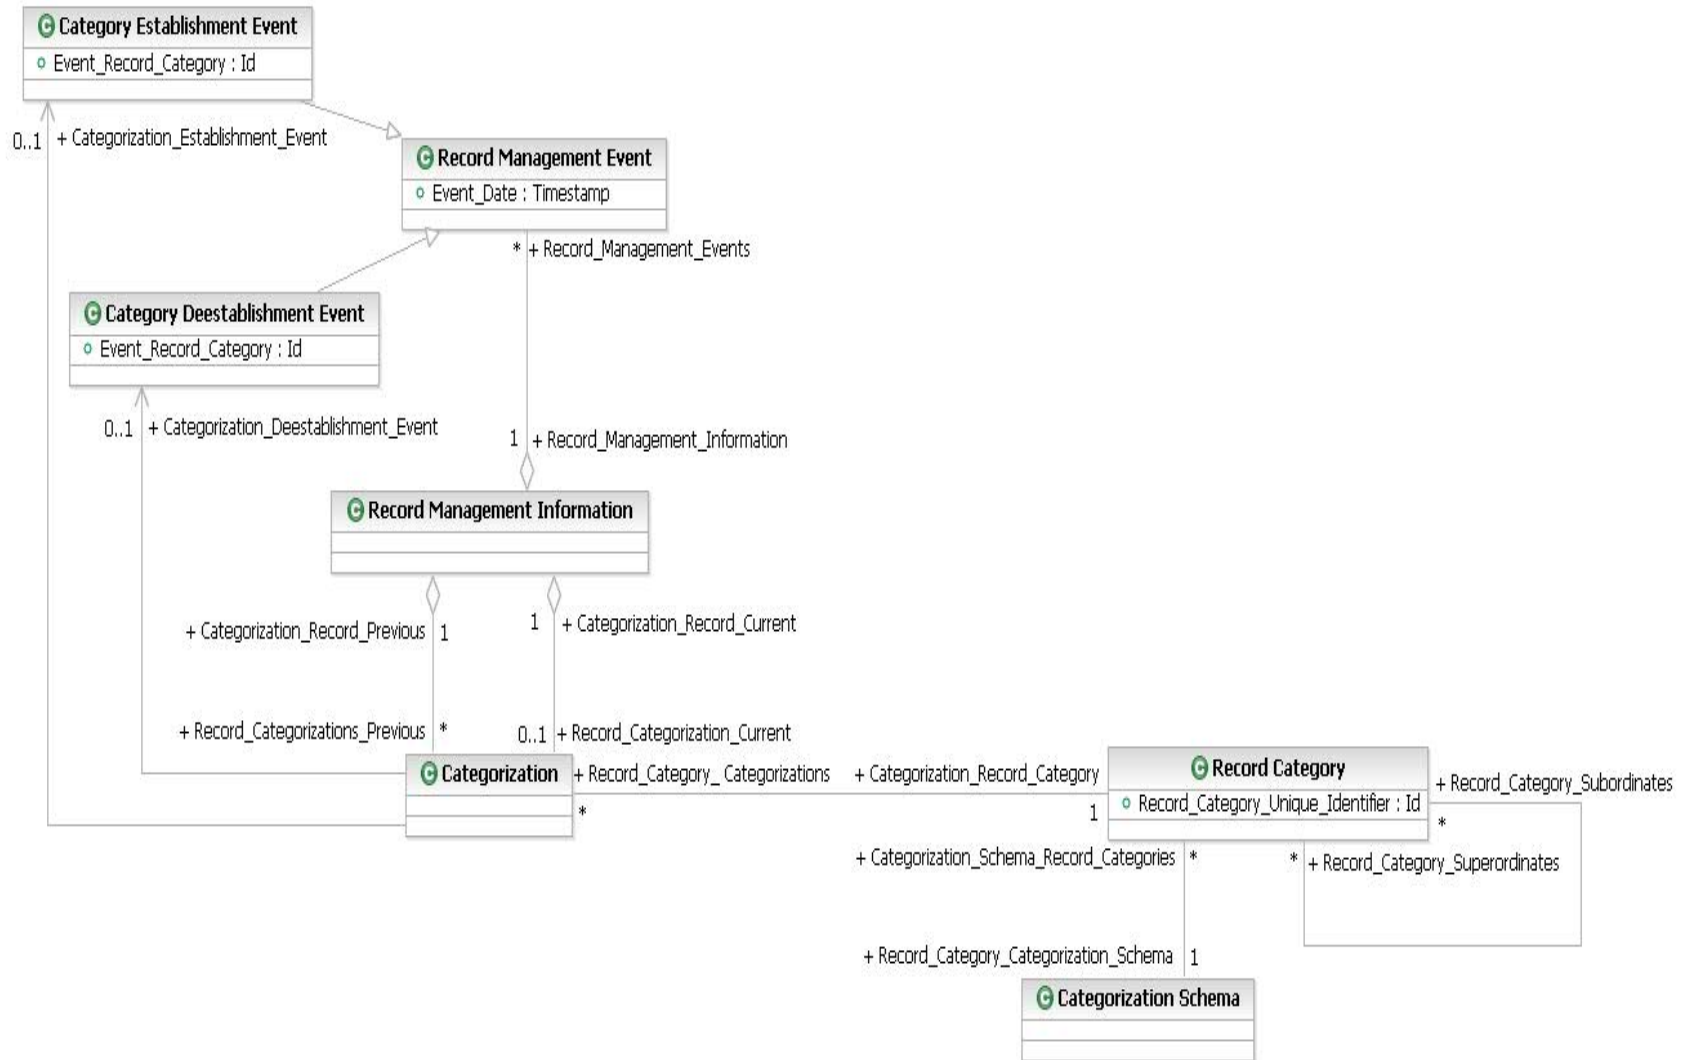 Category Establishment Event
Event_Record_Category : Id
0..1 + Categorization_Establishment_Event
Record Management Event
Event_Date : Timestamp
* + Record_Management_Events
Category Deestablishment Event
Event_Record_Category : Id
0..1 + Categorization_Deestablishment_Event
1 + Record_Management_Information
Record Management Information
+ Categorization_Record_Previous 1
1 + Categorization_Record_Current
+ Record_Categorizations_Previous *
0..1 + Record_Categorization_Current
Categorization
+ Record_Category_ Categorizations
*
+ Categorization_Record_Category
1
Record Category
Record_Category_Unique_Identifier : Id
+ Record_Category_Subordinates
*
+ Categorization_Schema_Record_Categories *
* + Record_Category_Superordinates
+ Record_Category_Categorization_Schema 1
Categorization Schema